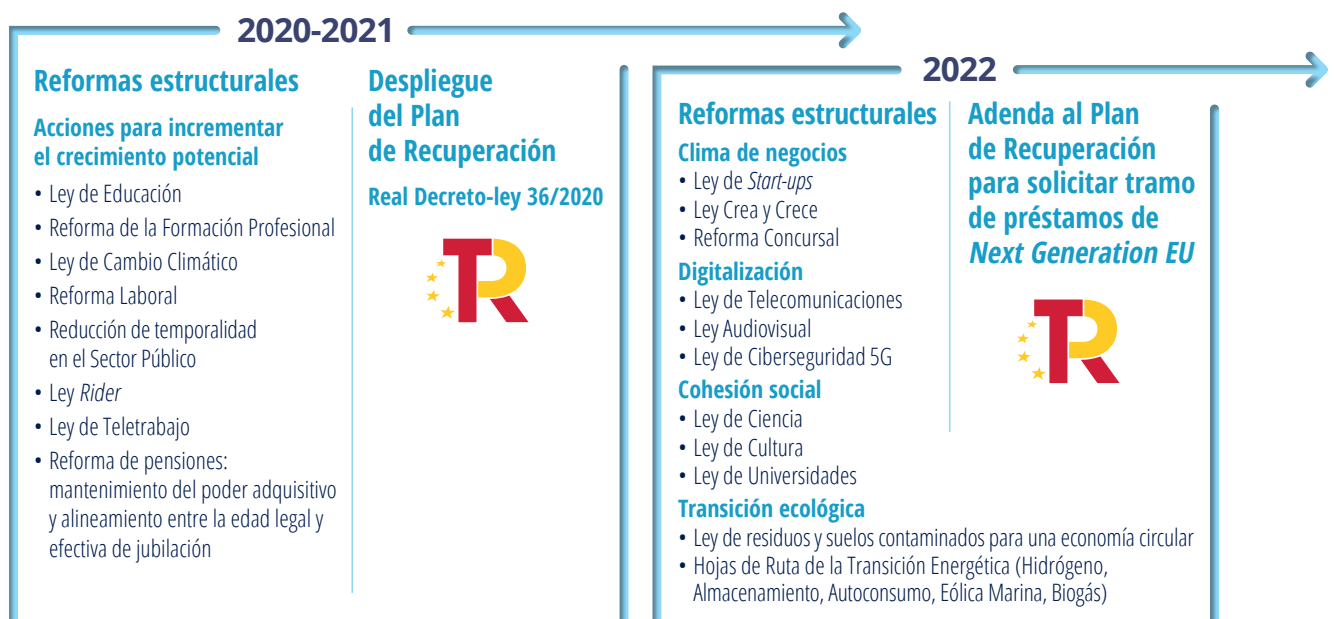 2020-2021
Reformas estructurales
Acciones para incrementar
el crecimiento potencial
• Ley de Educación
• Reforma de la Formación Profesional
• Ley de Cambio Climático
• Reforma Laboral
• Reducción de temporalidad
en el Sector Público
• Ley Rider
• Ley de Teletrabajo
• Reforma de pensiones:
mantenimiento del poder adquisitivo
y alineamiento entre la edad legal y
efectiva de jubilación
Despliegue
del Plan
de Recuperación
Real Decreto-ley 36/2020
TR
2022
Reformas estructurales
Clima de negocios
• Ley de Start-ups
• Ley Crea y Crece
• Reforma Concursal
Digitalización
• Ley de Telecomunicaciones
• Ley Audiovisual
• Ley de Ciberseguridad 5G
Cohesión social
• Ley de Ciencia
• Ley de Cultura
• Ley de Universidades
Transición ecológica
• Ley de residuos y suelos contaminados para una economía circular
• Hojas de Ruta de la Transición Energética (Hidrógeno,
Almacenamiento, Autoconsumo, Eólica Marina, Biogás)
Adenda al Plan
de Recuperación
para solicitar tramo
de préstamos de
Next Generation EU
TR